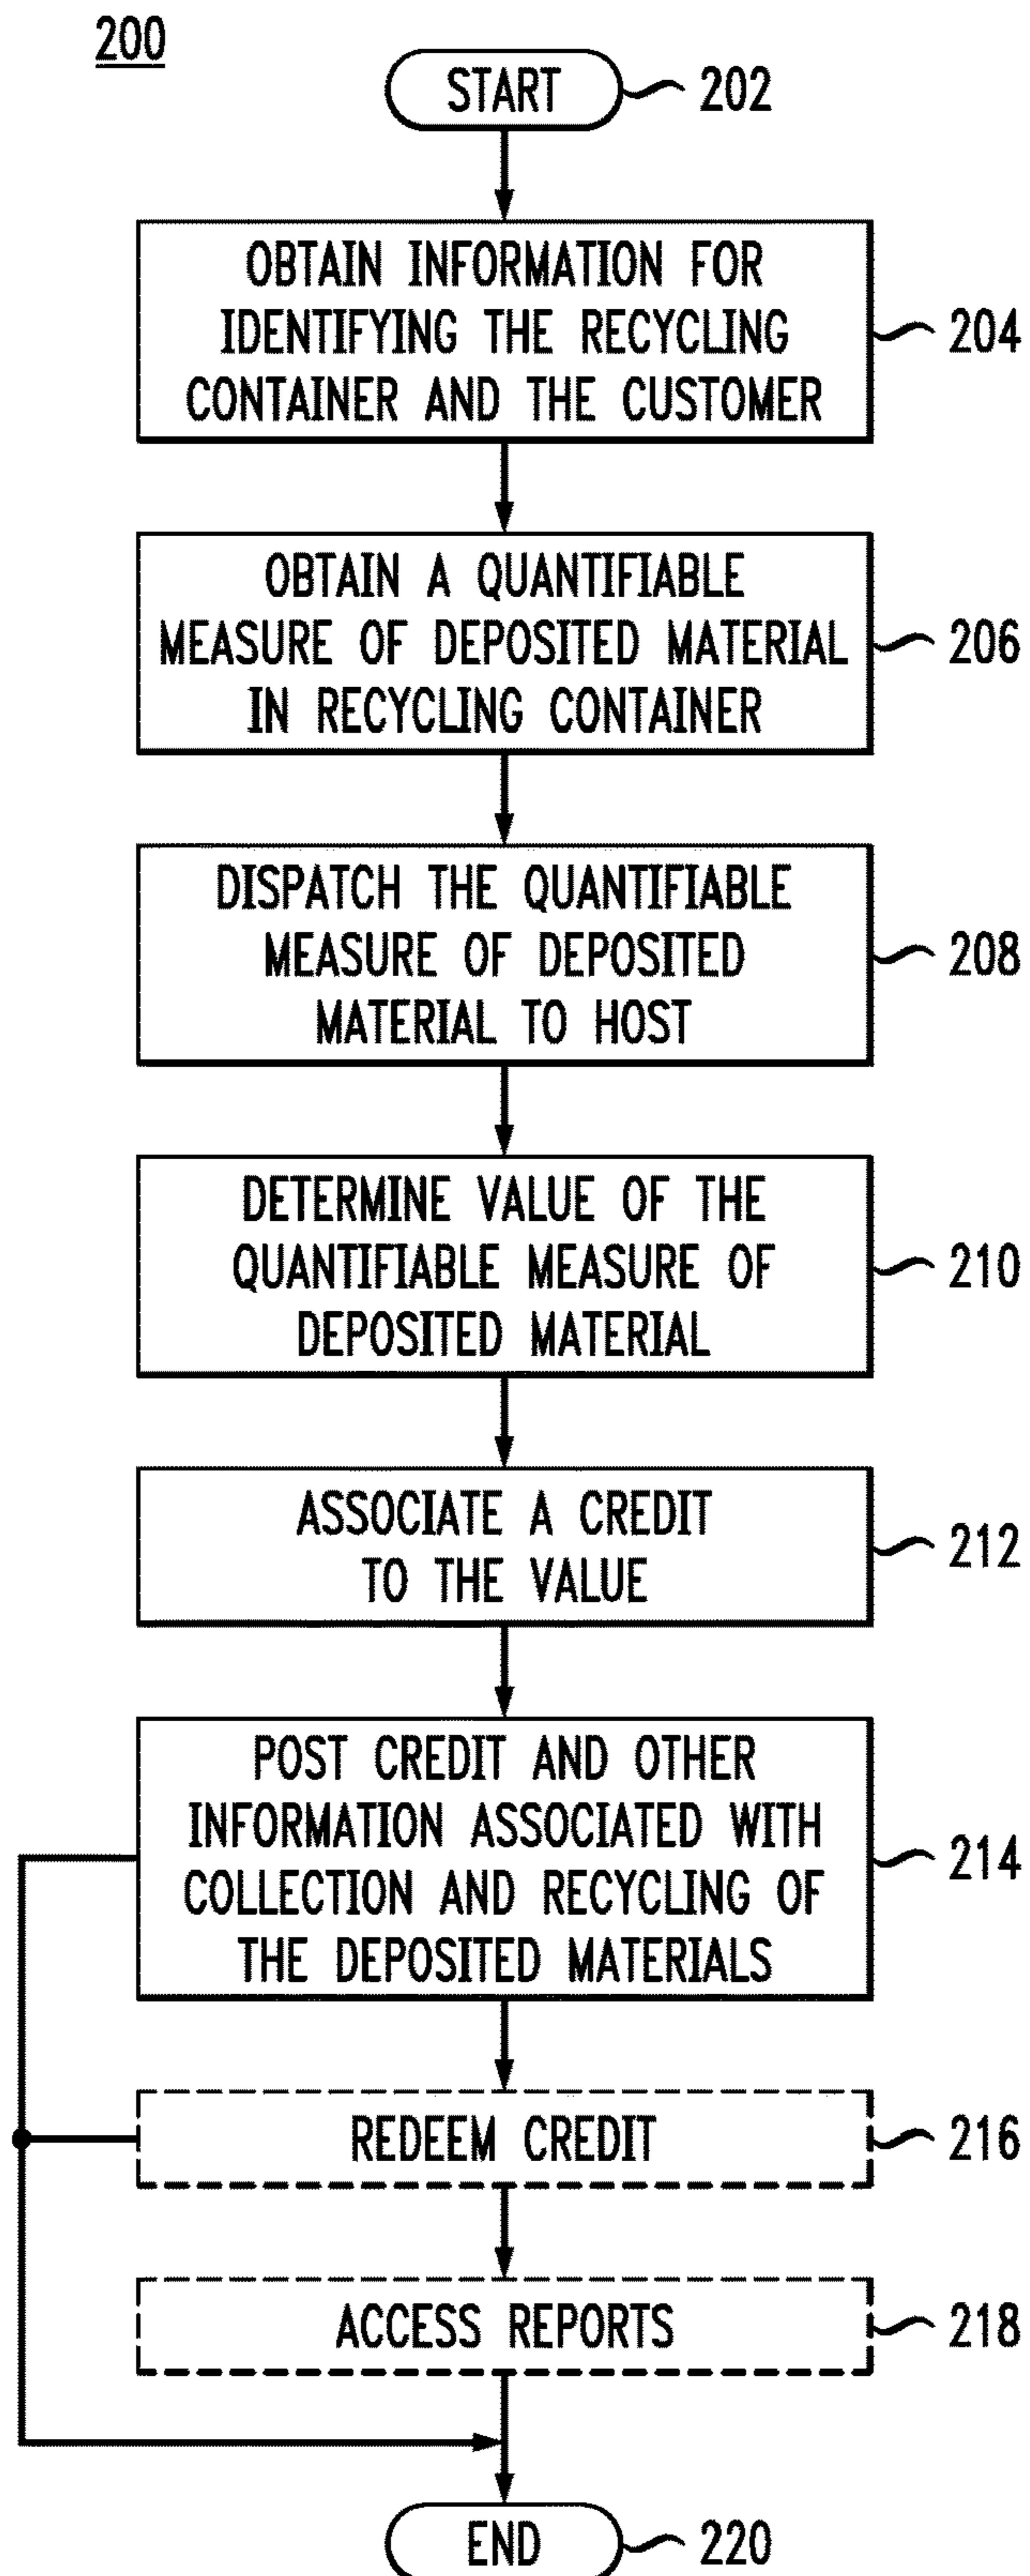 200
START
202
OBTAIN INFORMATION FOR
IDENTIFYING THE RECYCLING
CONTAINER AND THE CUSTOMER
204
OBTAIN A QUANTIFIABLE
MEASURE OF DEPOSITED MATERIAL
IN RECYCLING CONTAINER
206
DISPATCH THE QUANTIFIABLE
MEASURE OF DEPOSITED
MATERIAL TO HOST
208
DETERMINE VALUE OF THE
QUANTIFIABLE MEASURE OF
DEPOSITED MATERIAL
210
ASSOCIATE A CREDIT
TO THE VALUE
212
POST CREDIT AND OTHER
INFORMATION ASSOCIATED WITH
COLLECTION AND RECYCLING OF
THE DEPOSITED MATERIALS
214
REDEEM CREDIT
216
ACCESS REPORTS
218
END
220